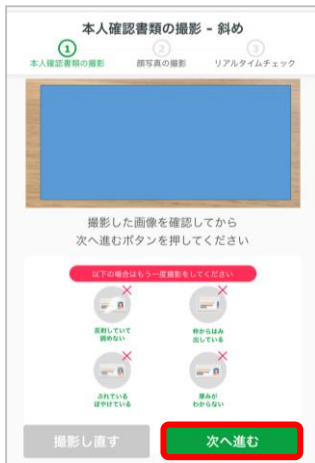 本人確認書類の撮影 - 斜め
1 2 3
本人確認書類の撮影 顔写真の撮影 リアルタイムチェック
撮影した画像を確認してから
次へ進むボタンを押してください
以下の場合はもう一度撮影をしてください
反射していて
読めない
枠からはみ
出している
ぶれている
ぼやけている
厚みが
わからない
撮影し直す 次へ進む